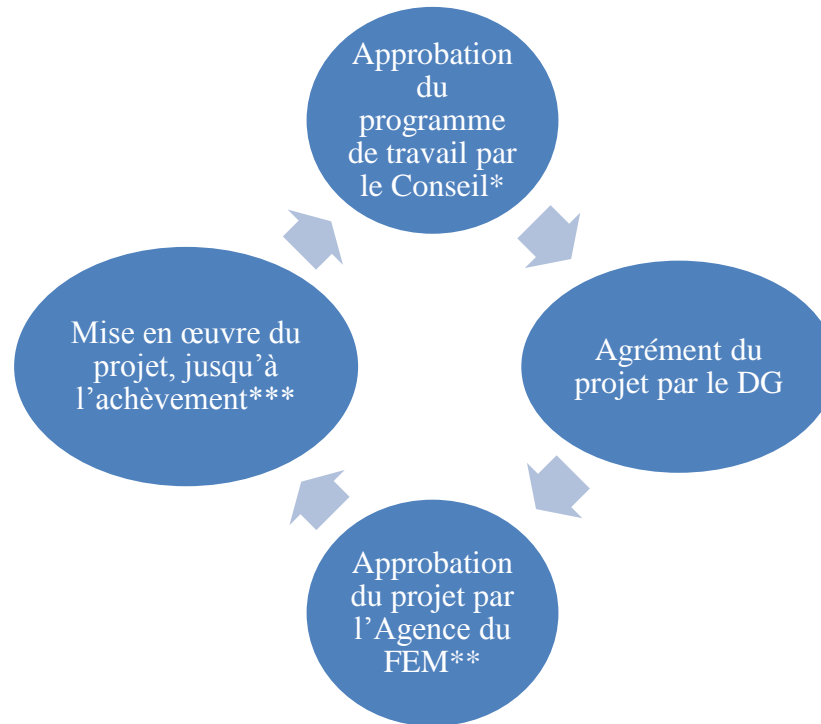 Approbation
du
programme
de travail par
le Conseil*
Agrément du
projet par le DG
Approbation
du projet par
l’Agence du
FEM**
Mise en œuvre du
projet, jusqu’à
l’achèvement***